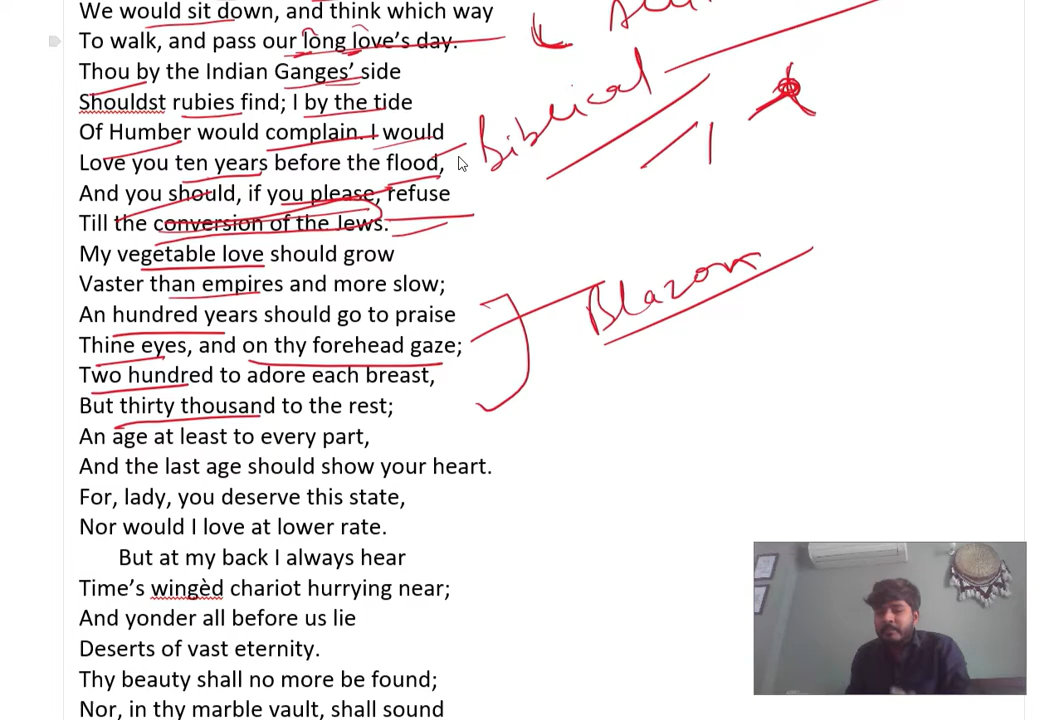 We would sit down, and think which way
To walk, and pass our long love's day.
Thou by the Indian Ganges' side
Shouldst rubies find; I by the tide
Of Humber would complain. I would
Love you ten years before the flood,
And you should, if you please, refuse
Till the conversion of the Jews.
My vegetable love should grow
Vaster than empires and more slow;
An hundred years should go to praise
Thine eyes, and on thy forehead gaze;
Two hundred to adore each breast,
But thirty thousand to the rest;
An age at least to every part,
And the last age should show your heart.
For, lady, you deserve this state,
Nor would I love at lower rate.
But at my back I always hear
Time's wingèd chariot hurrying near;
And yonder all before us lie
Deserts of vast eternity.
Thy beauty shall no more be found;
Nor, in thy marble vault, shall sound
Biblical
Blazon